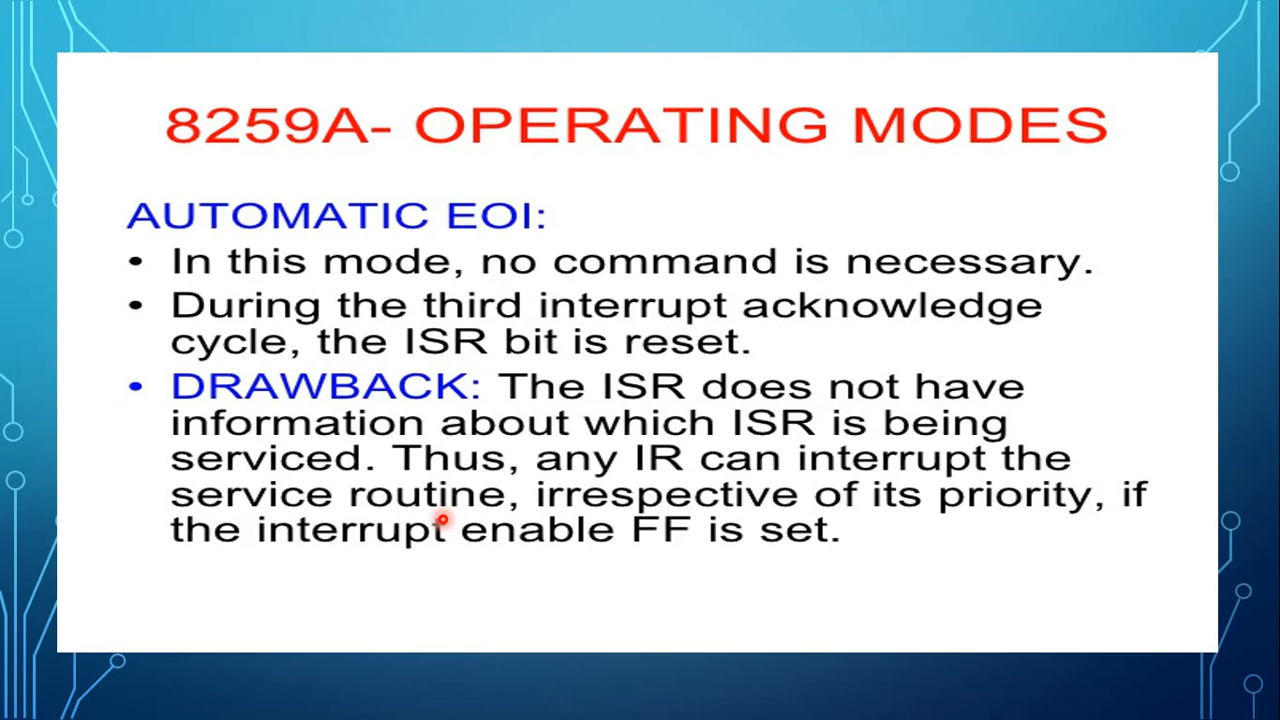 8259A- OPERATING MODES
AUTOMATIC EOI:
• In this mode, no command is necessary.
• During the third interrupt acknowledge
cycle, the ISR bit is reset.
• DRAWBACK: The ISR does not have
information about which ISR is being
serviced. Thus, any IR can interrupt the
service routine, irrespective of its priority, if
the interrupt enable FF is set.